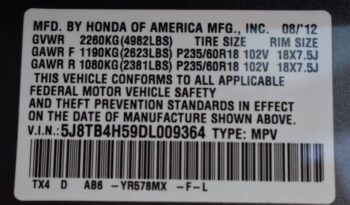 MFD. BY HONDA OF AMERICA MFG., INC. 08/'12
GVWR 2260KG(4982LBS) TIRE SIZE RIM SIZE
GAWR F 1190KG(2623LBS) P235/60R18 102V 18X7.5J
GAWR R 1080KG(2381LBS) P235/60R18 102V 18X7.5J
THIS VEHICLE CONFORMS TO ALL APPLICABLE
FEDERAL MOTOR VEHICLE SAFETY
AND THEFT PREVENTION STANDARDS IN EFFECT
ON THE DATE OF MANUFACTURE SHOWN ABOVE.
V.I.N.: 5J8TB4H59DL009364 TYPE: MPV
TX4 D AB6 -YR578MX -F-L